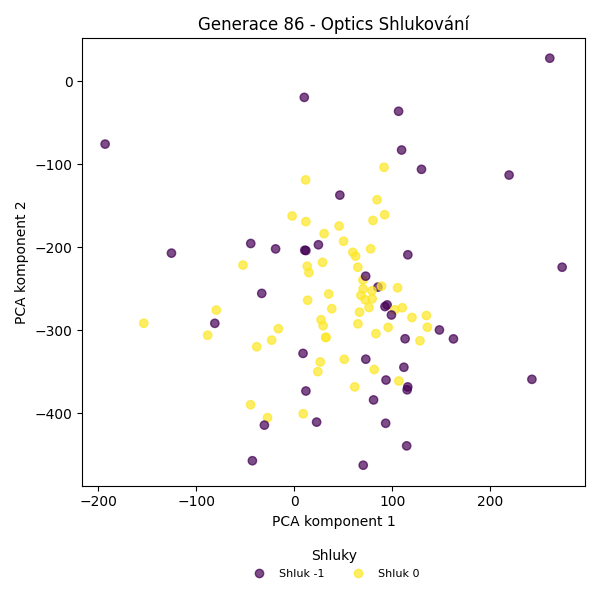 Generace 86 - Optics Shlukování
0
−100
−200
−300
−400
PCA komponent 2
−200
−100
0
100
200
PCA komponent 1
Shluky
Shluk -1
Shluk 0